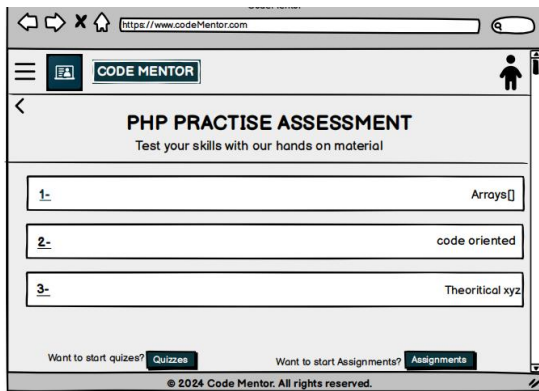 https://www.codeMentor.com
CODE MENTOR
PHP PRACTISE ASSESSMENT
Test your skills with our hands on material
1- Arrays[]
2- code oriented
3- Theoritical xyz
Want to start quizes? Quizzes Want to start Assignments? Assignments
© 2024 Code Mentor. All rights reserved.